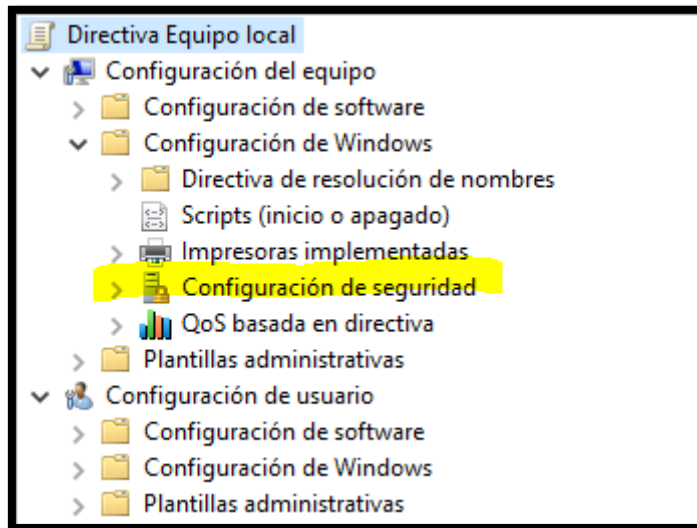 Directiva Equipo local
Configuración del equipo
Configuración de software
Configuración de Windows
Directiva de resolución de nombres
Scripts (inicio o apagado)
Impresoras implementadas
Configuración de seguridad
QoS basada en directiva
Plantillas administrativas
Configuración de usuario
Configuración de software
Configuración de Windows
Plantillas administrativas